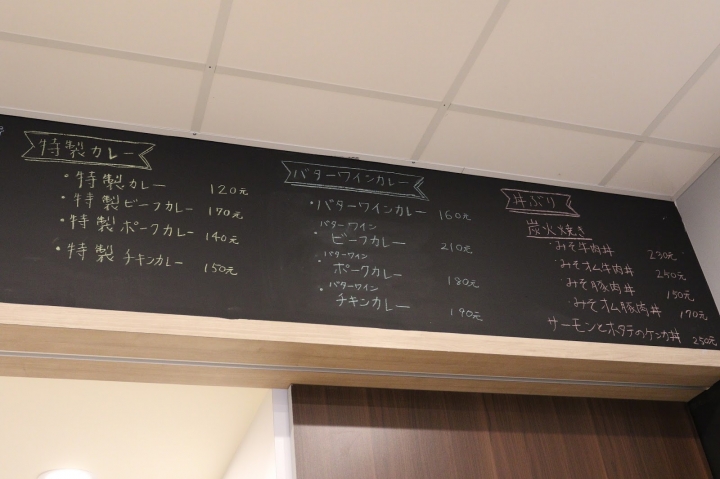 特製カレー
・特製カレー 120元
・特製ビーフカレー 170元
・特製ポークカレー 140元
・特製チキンカレー 150元
バターワインカレー
・バターワインカレー 160元
バターワイン
・ビーフカレー 210元
・バターワイン
ポークカレー 180元
・バターワイン
チキンカレー 190元
丼ぶり
炭火焼き
・みそ牛肉丼 230元
・みそオム牛肉丼 250元
・みそ豚肉丼 150元
・みそオム豚肉丼 170元
サーモンとホタテのケンカ丼 250元